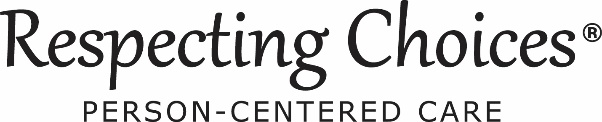 Respecting Choices®
PERSON-CENTERED CARE